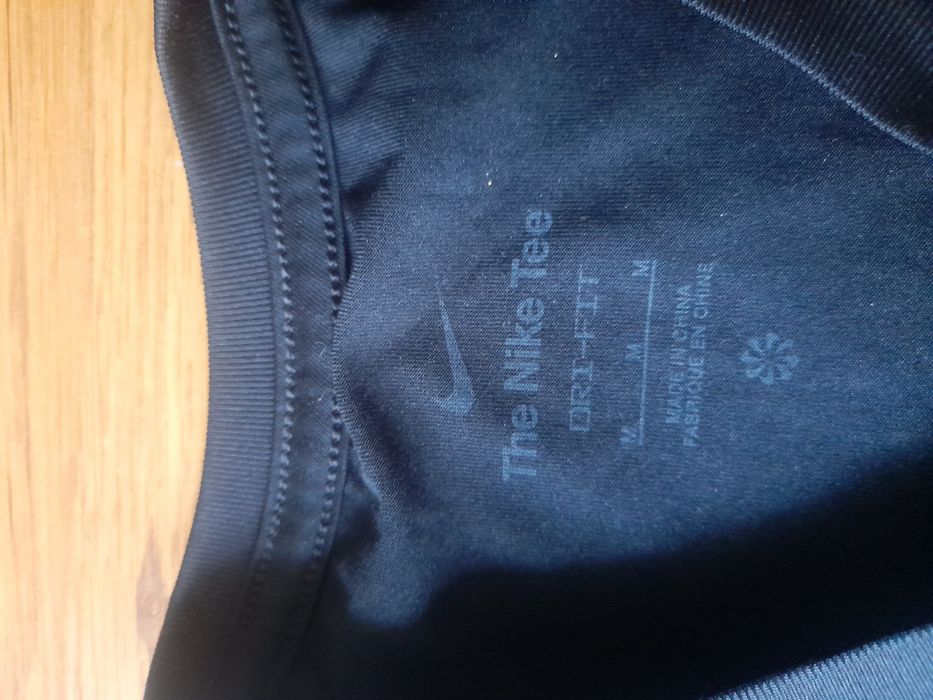 The Nike Tee
DRI-FIT
M M M
MADE IN CHINA
FABRIQUÉ EN CHINE